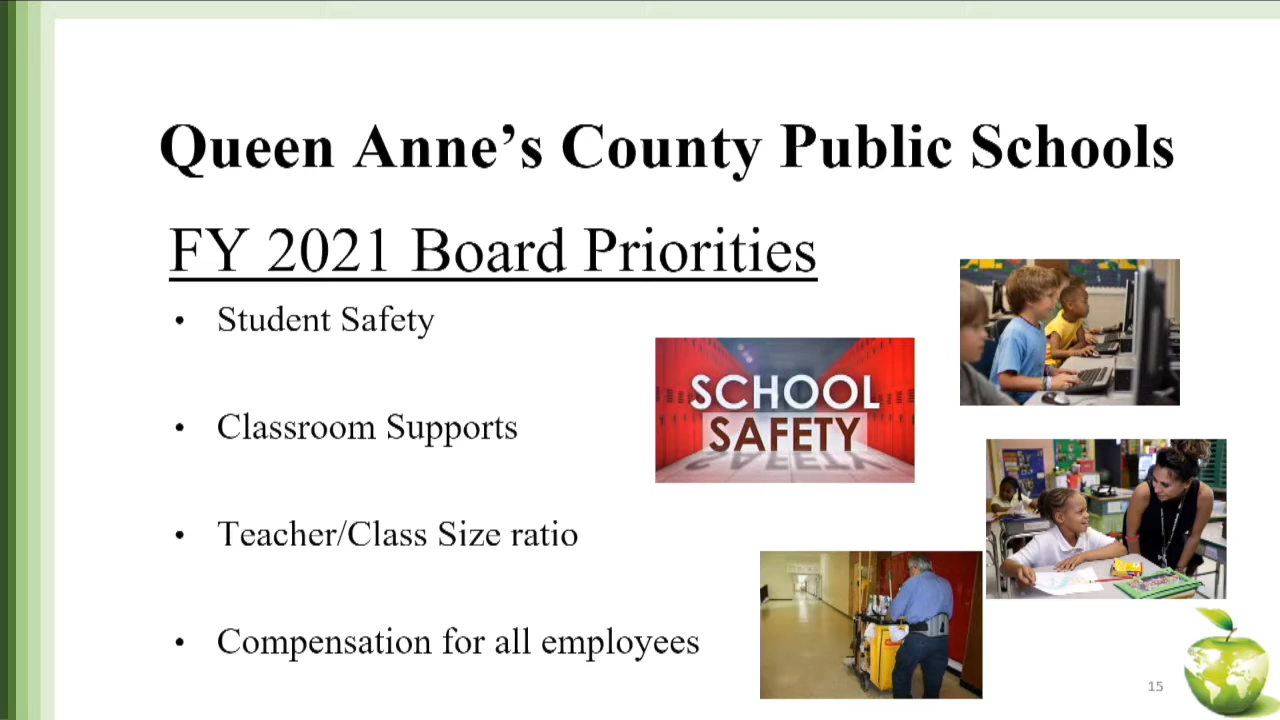 Queen Anne’s County Public Schools
FY 2021 Board Priorities
• Student Safety
• Classroom Supports
• Teacher/Class Size ratio
• Compensation for all employees
SCHOOL
SAFETY
15